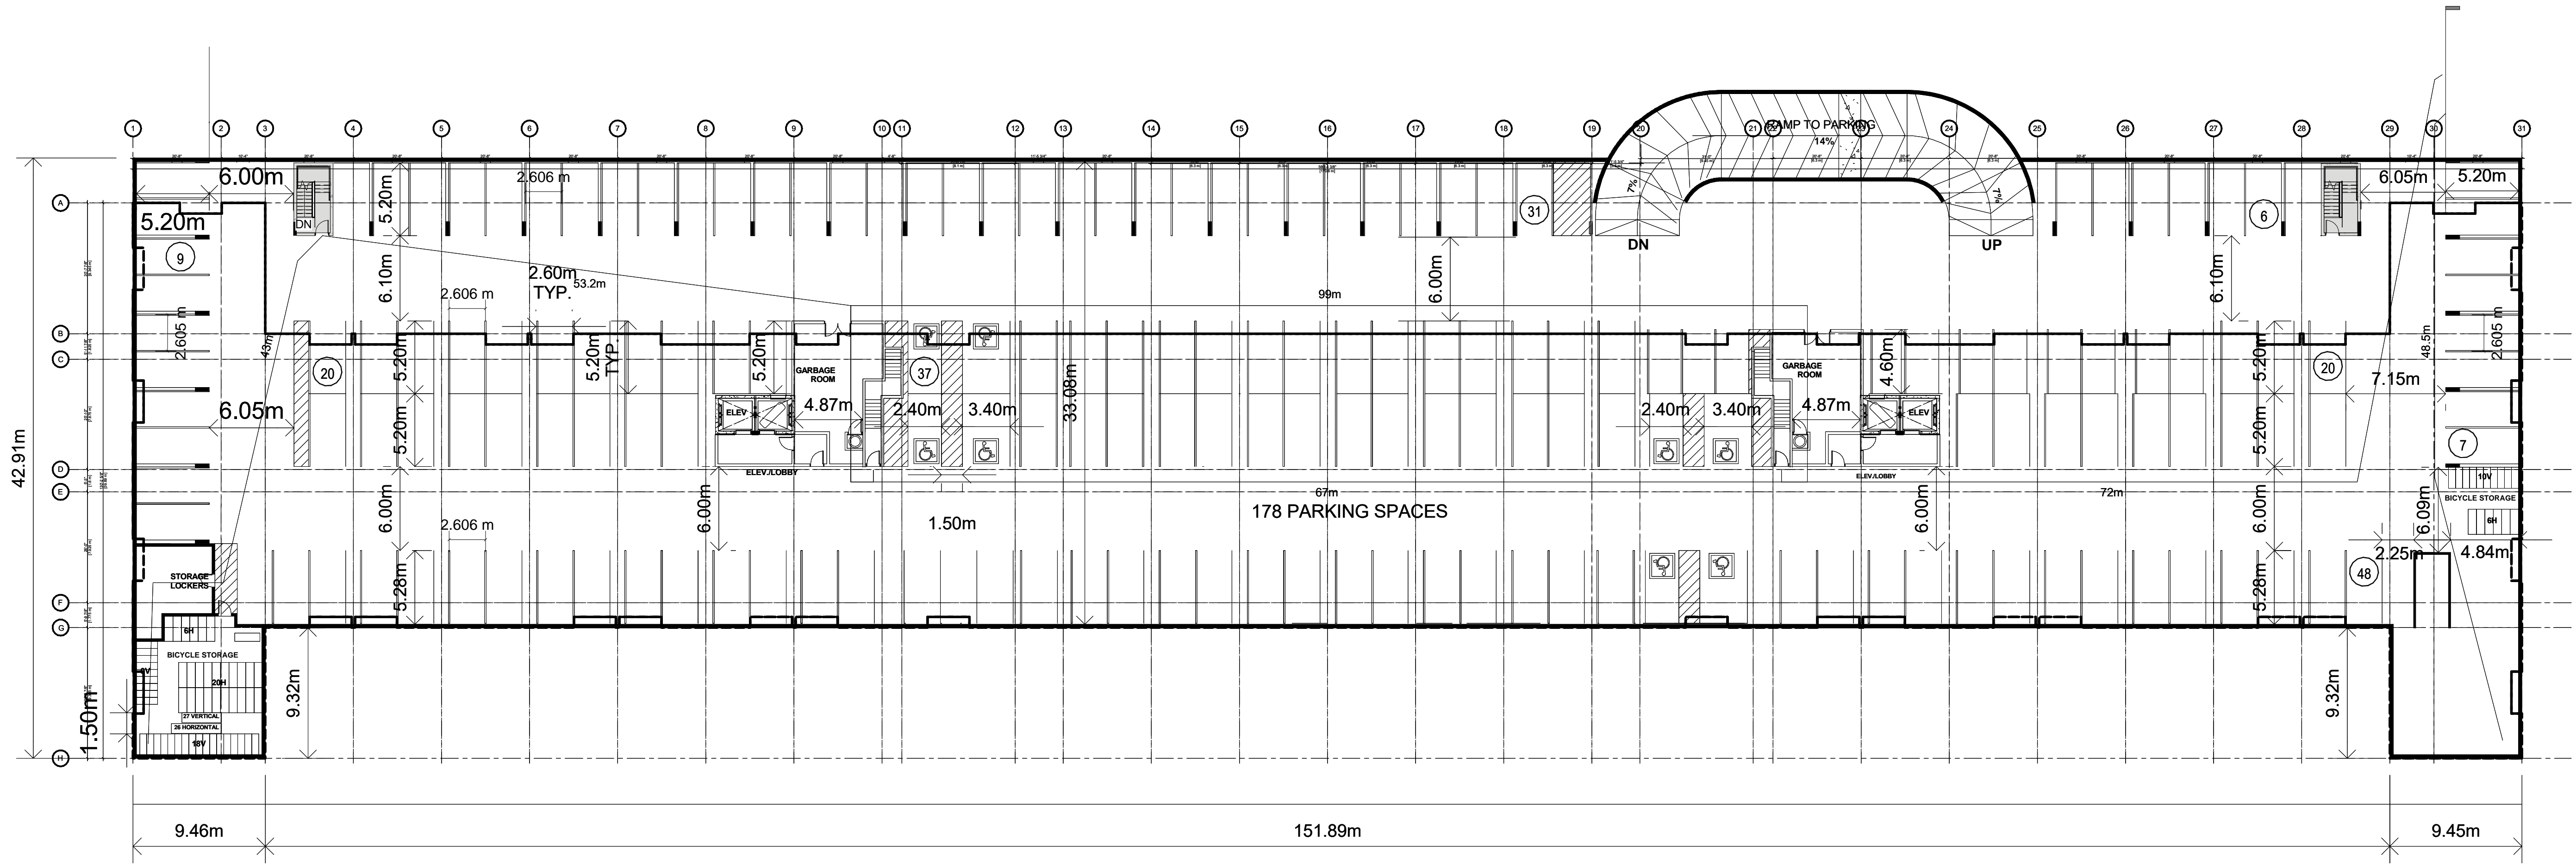 1 2 3 4 5 6 7 8 9 10 11 12 13 14 15 16 17 18 19 20 21 22 23 24 25 26 27 28 29 30 31
RAMP TO PARKING
14%
7%
7%
6.00m
2.606 m
5.20m
6.05m
5.20m
A
5.20m
DN
31
6
DN
UP
9
6.10m
2.60m
TYP.
53.2m
2.606 m
99m
6.00m
6.10m
B
2.605 m
43m
48.5m
2.605 m
C
20
5.20m
5.20m
TYP.
5.20m
GARBAGE
ROOM
37
GARBAGE
ROOM
4.60m
5.20m
20
7.15m
6.05m
ELEV
4.87m
2.40m
3.40m
33.08m
2.40m
3.40m
4.87m
ELEV
5.20m
5.20m
7
42.91m
D
ELEV./LOBBY
ELEV./LOBBY
10V
E
67m
72m
BICYCLE STORAGE
6.00m
2.606 m
6.00m
1.50m
178 PARKING SPACES
6.00m
6.00m
6.09m
6H
2.25m
4.84m
STORAGE
LOCKERS
5.28m
5.28m
48
F
G
6H
BICYCLE STORAGE
9V
20H
9.32m
9.32m
1.50m
27 VERTICAL
26 HORIZONTAL
18V
H
9.46m
151.89m
9.45m